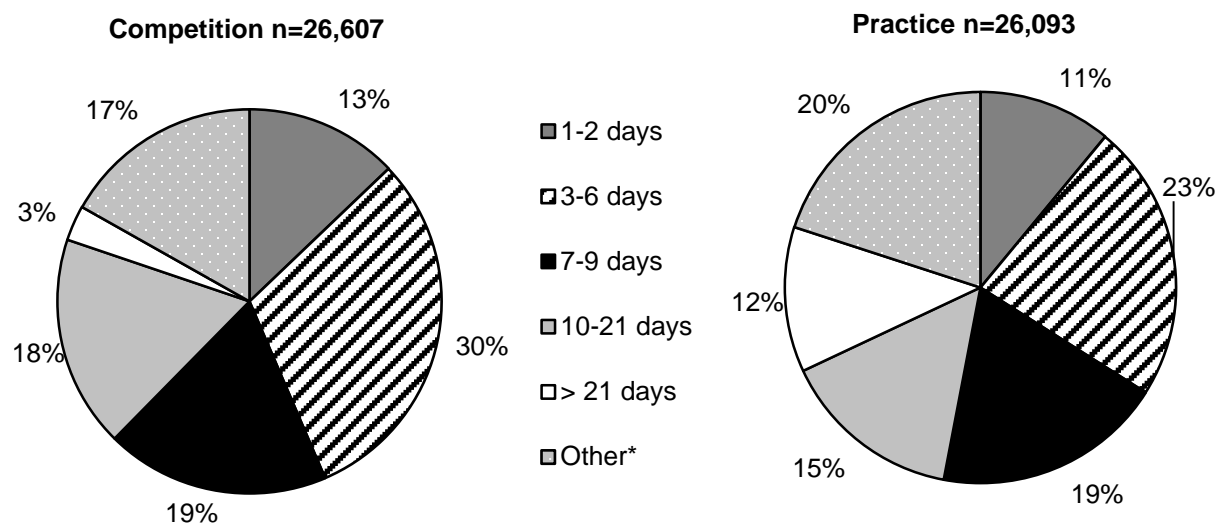 Competition n=26,607
13%
30%
19%
18%
3%
17%
1-2 days
3-6 days
7-9 days
10-21 days
> 21 days
Other*
Practice n=26,093
11%
23%
19%
15%
12%
20%